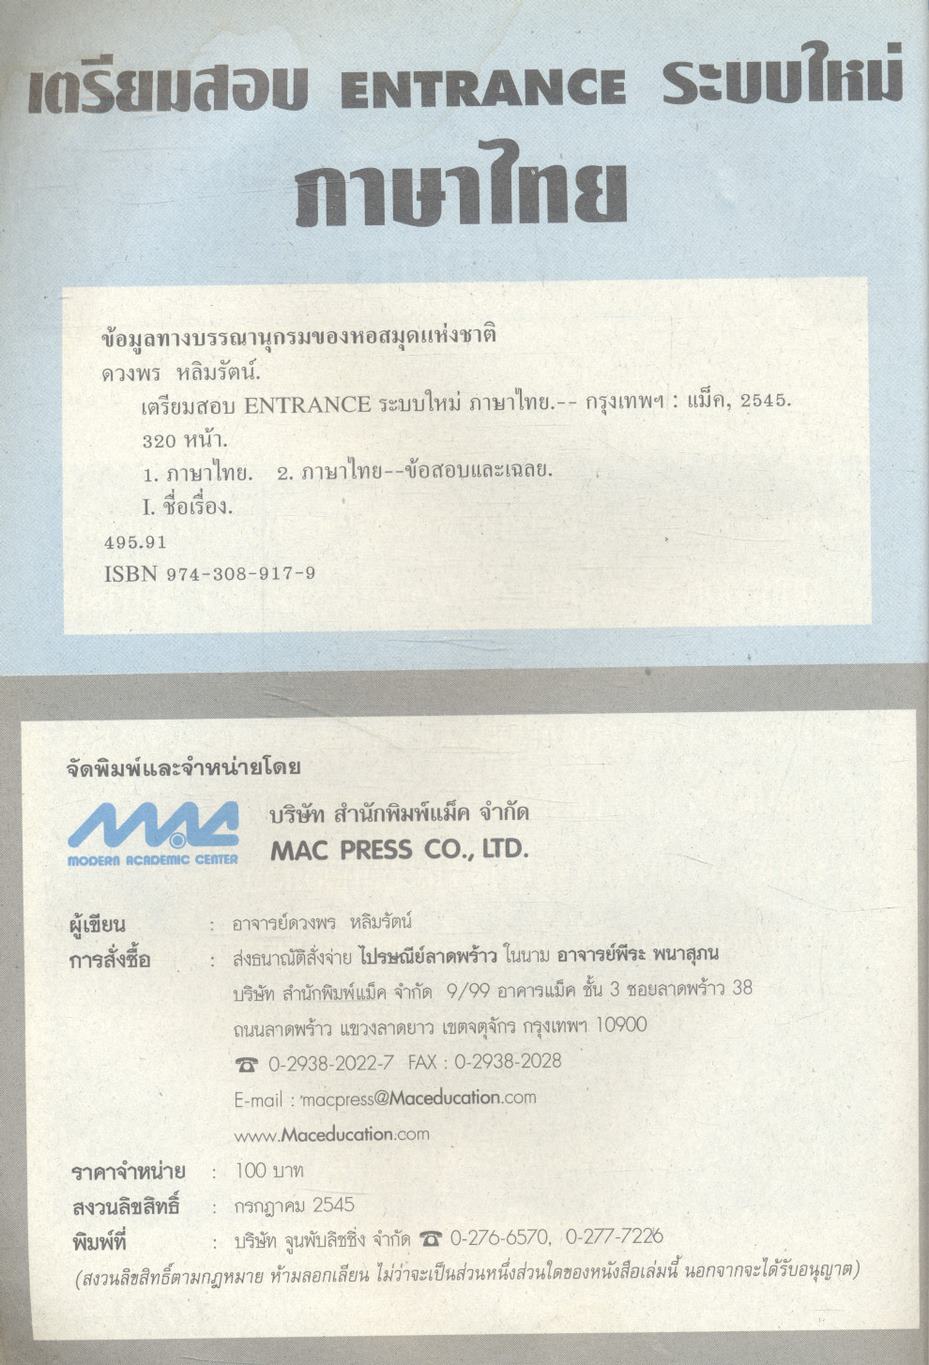 เตรียมสอบ ENTRANCE ระบบใหม่
ภาษาไทย
ข้อมูลทางบรรณานุกรมของหอสมุดแห่งชาติ
ดวงพร หลิมรัตน์.
เตรียมสอบ ENTRANCE ระบบใหม่ ภาษาไทย.-- กรุงเทพฯ : แม็ค, 2545.
320 หน้า.
1. ภาษาไทย. 2. ภาษาไทย--ข้อสอบและเฉลย.
I. ชื่อเรื่อง.
495.91
ISBN 974-308-917-9
จัดพิมพ์และจำหน่ายโดย
MAC
MODERN ACADEMIC CENTER
บริษัท สำนักพิมพ์แม็ค จำกัด
MAC PRESS CO., LTD.
ผู้เขียน : อาจารย์ดวงพร หลิมรัตน์
การสั่งซื้อ : ส่งธนาณัติสั่งจ่าย ไปรษณีย์ลาดพร้าว ในนาม อาจารย์พีระ พนาสุภน
บริษัท สำนักพิมพ์แม็ค จำกัด 9/99 อาคารแม็ค ชั้น 3 ซอยลาดพร้าว 38
ถนนลาดพร้าว แขวงลาดยาว เขตจตุจักร กรุงเทพฯ 10900
☎ 0-2938-2022-7 FAX : 0-2938-2028
E-mail : macpress@Maceducation.com
www.Maceducation.com
ราคาจำหน่าย : 100 บาท
สงวนลิขสิทธิ์ : กรกฎาคม 2545
พิมพ์ที่ : บริษัท จูนพับลิชชิ่ง จำกัด ☎ 0-276-6570, 0-277-7226
(สงวนลิขสิทธิ์ตามกฎหมาย ห้ามลอกเลียน ไม่ว่าจะเป็นส่วนหนึ่งส่วนใดของหนังสือเล่มนี้ นอกจากจะได้รับอนุญาต)